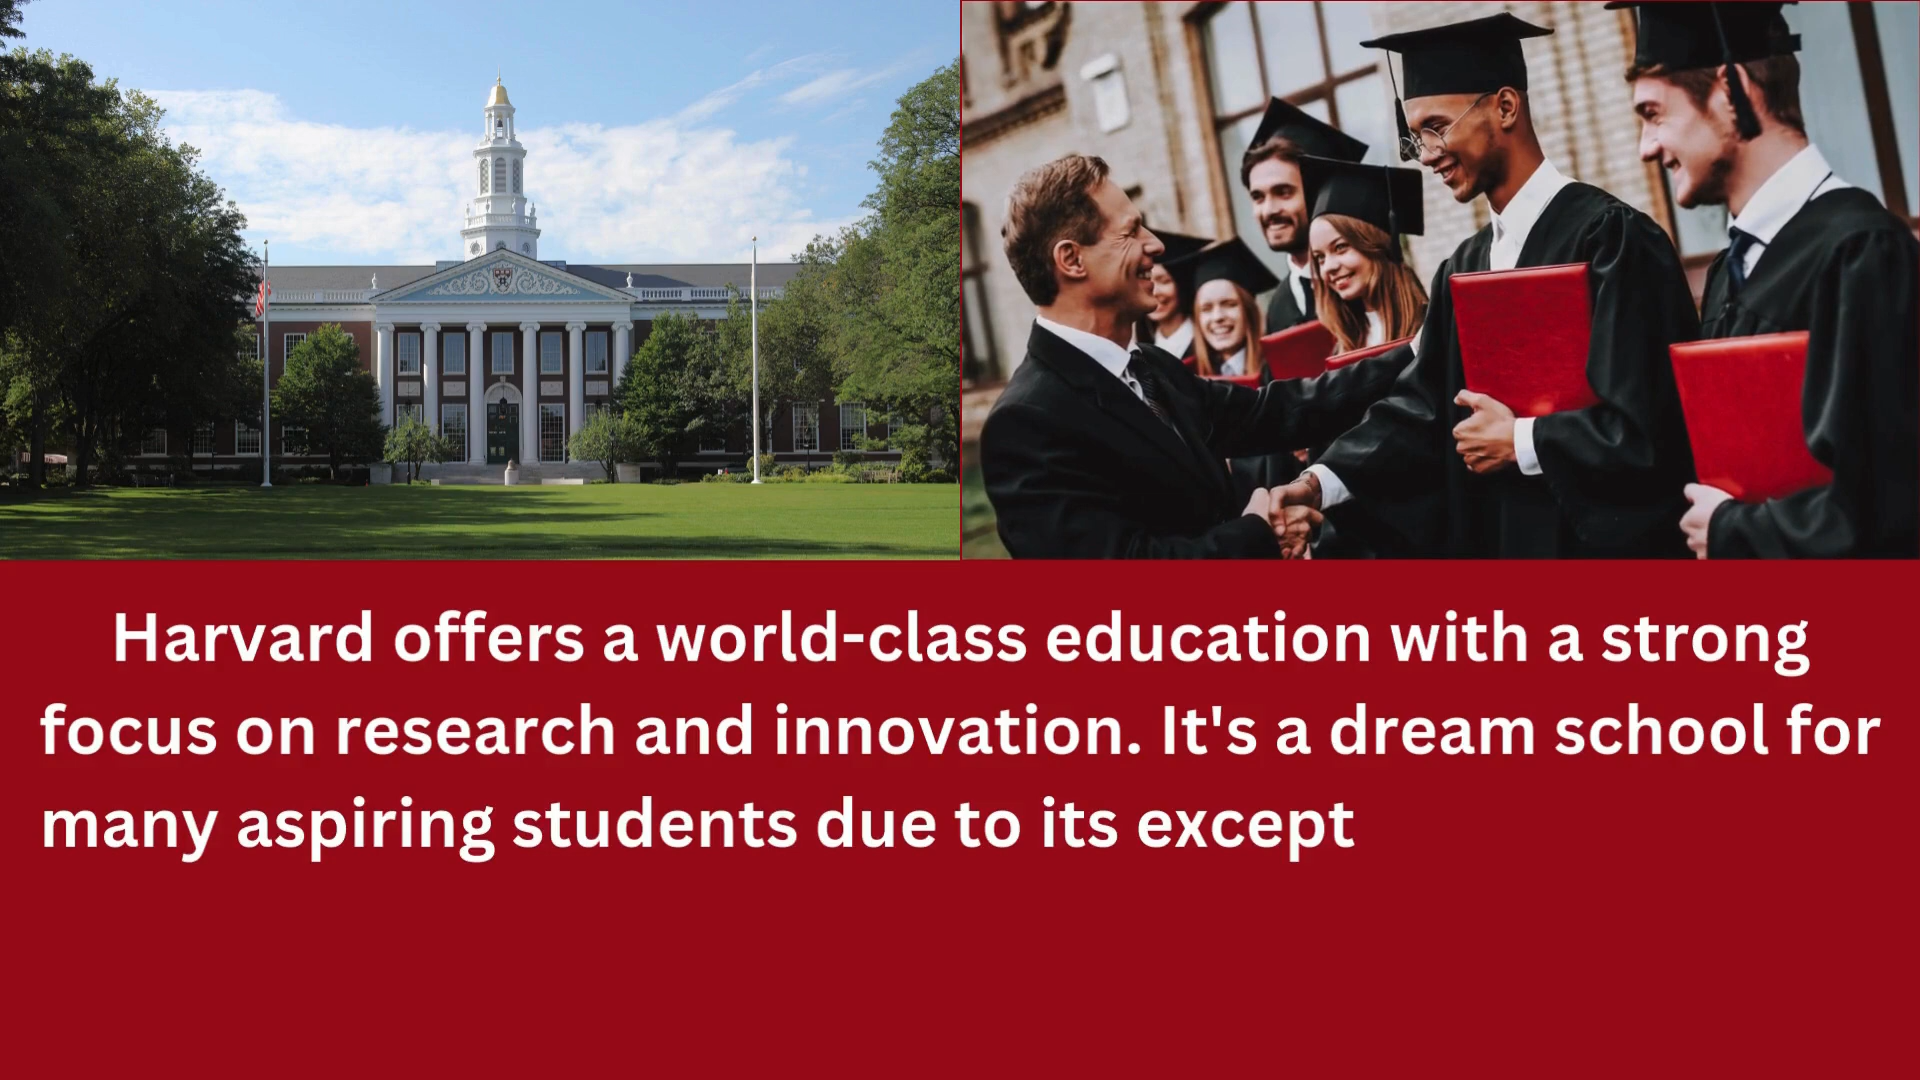 Harvard offers a world-class education with a strong
focus on research and innovation. It's a dream school for
many aspiring students due to its except